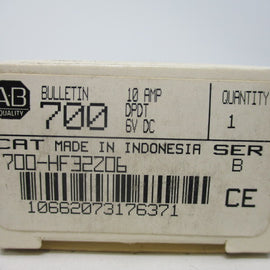 AB
QUALITY
BULLETIN
700
10 AMP
DPDT
6V DC
QUANTITY
1
CAT MADE IN INDONESIA SER
700-HF32Z06 B
CE
10662073176371